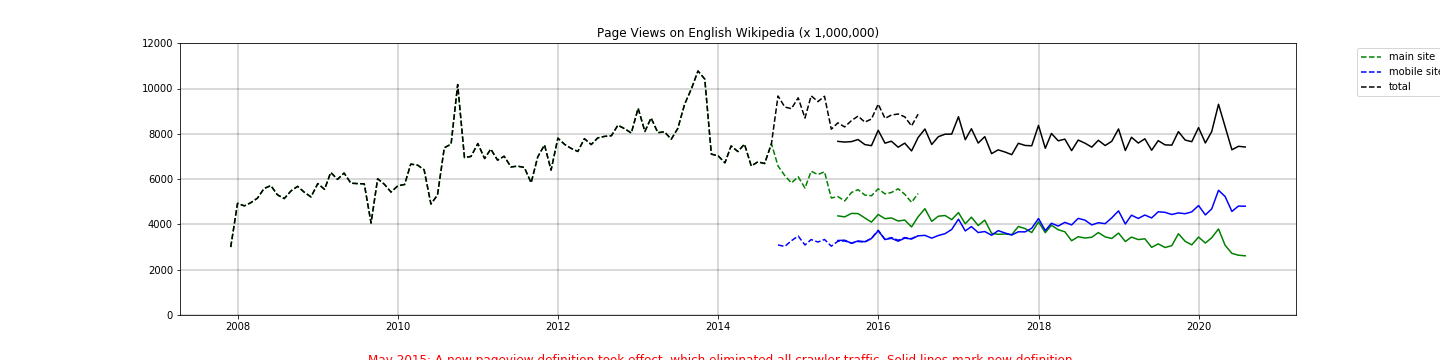 Page Views on English Wikipedia (x 1,000,000)
12000
10000
8000
6000
4000
2000
0
2008
2010
2012
2014
2016
2018
2020
main site
mobile site
total
May 2015: A new pageview definition took effect, which eliminated all crawler traffic. Solid lines mark new definition.